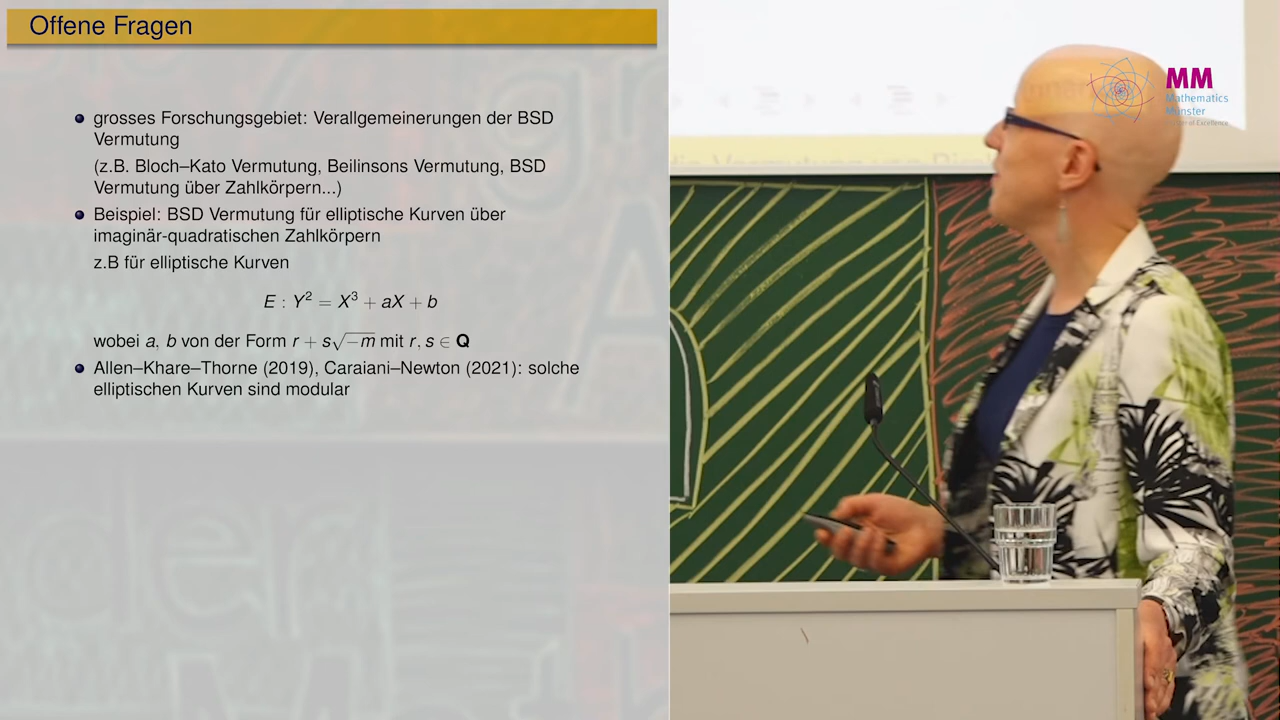 Offene Fragen
grosses Forschungsgebiet: Verallgemeinerungen der BSD
Vermutung
(z.B. Bloch–Kato Vermutung, Beilinsons Vermutung, BSD
Vermutung über Zahlkörpern...)
Beispiel: BSD Vermutung für elliptische Kurven über
imaginär-quadratischen Zahlkörpern
z.B für elliptische Kurven
E : Y² = X³ + aX + b
wobei a, b von der Form r + s√−m mit r, s ∈ Q
Allen–Khare–Thorne (2019), Caraiani–Newton (2021): solche
elliptischen Kurven sind modular
MM
Mathematics
Münster